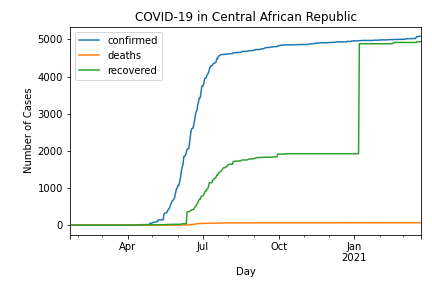 COVID-19 in Central African Republic
confirmed
deaths
recovered
Number of Cases
5000
4000
3000
2000
1000
0
Apr
Jul
Oct
Jan
2021
Day